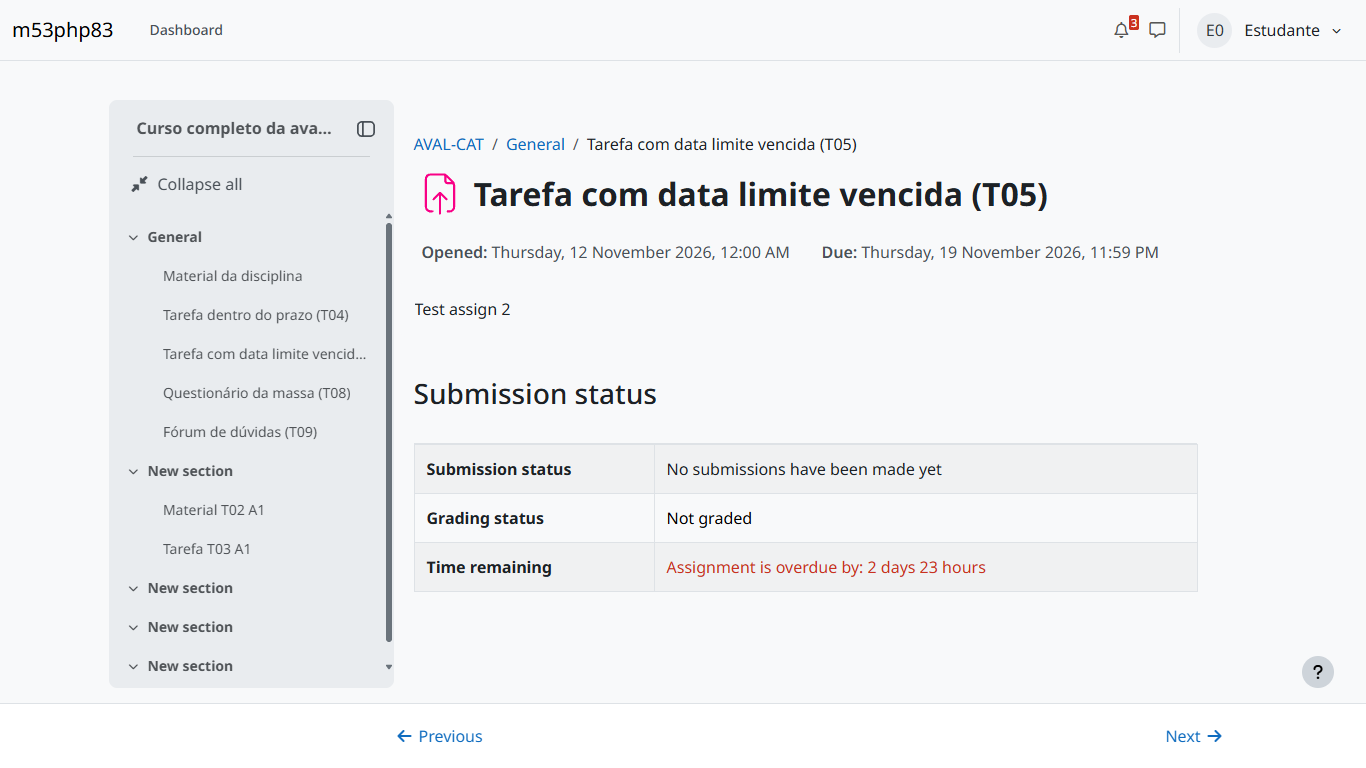 m53php83
Dashboard
3
E0
Estudante
Curso completo da ava...
Collapse all
General
Material da disciplina
Tarefa dentro do prazo (T04)
Tarefa com data limite vencid...
Questionário da massa (T08)
Fórum de dúvidas (T09)
New section
Material T02 A1
Tarefa T03 A1
New section
New section
New section
AVAL-CAT / General / Tarefa com data limite vencida (T05)
Tarefa com data limite vencida (T05)
Opened: Thursday, 12 November 2026, 12:00 AM Due: Thursday, 19 November 2026, 11:59 PM
Test assign 2
Submission status
Submission status No submissions have been made yet
Grading status Not graded
Time remaining Assignment is overdue by: 2 days 23 hours
?
Previous
Next